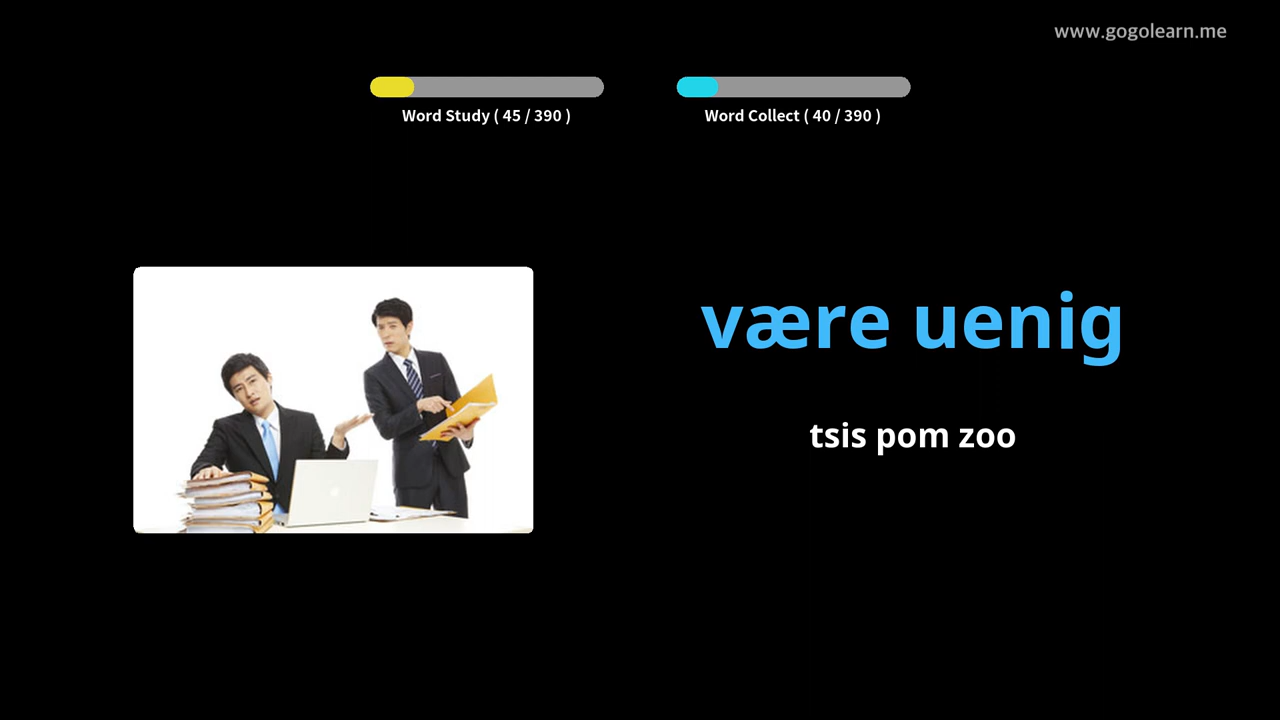 www.gogolearn.me
Word Study ( 45 / 390 )
Word Collect ( 40 / 390 )
være uenig
tsis pom zoo